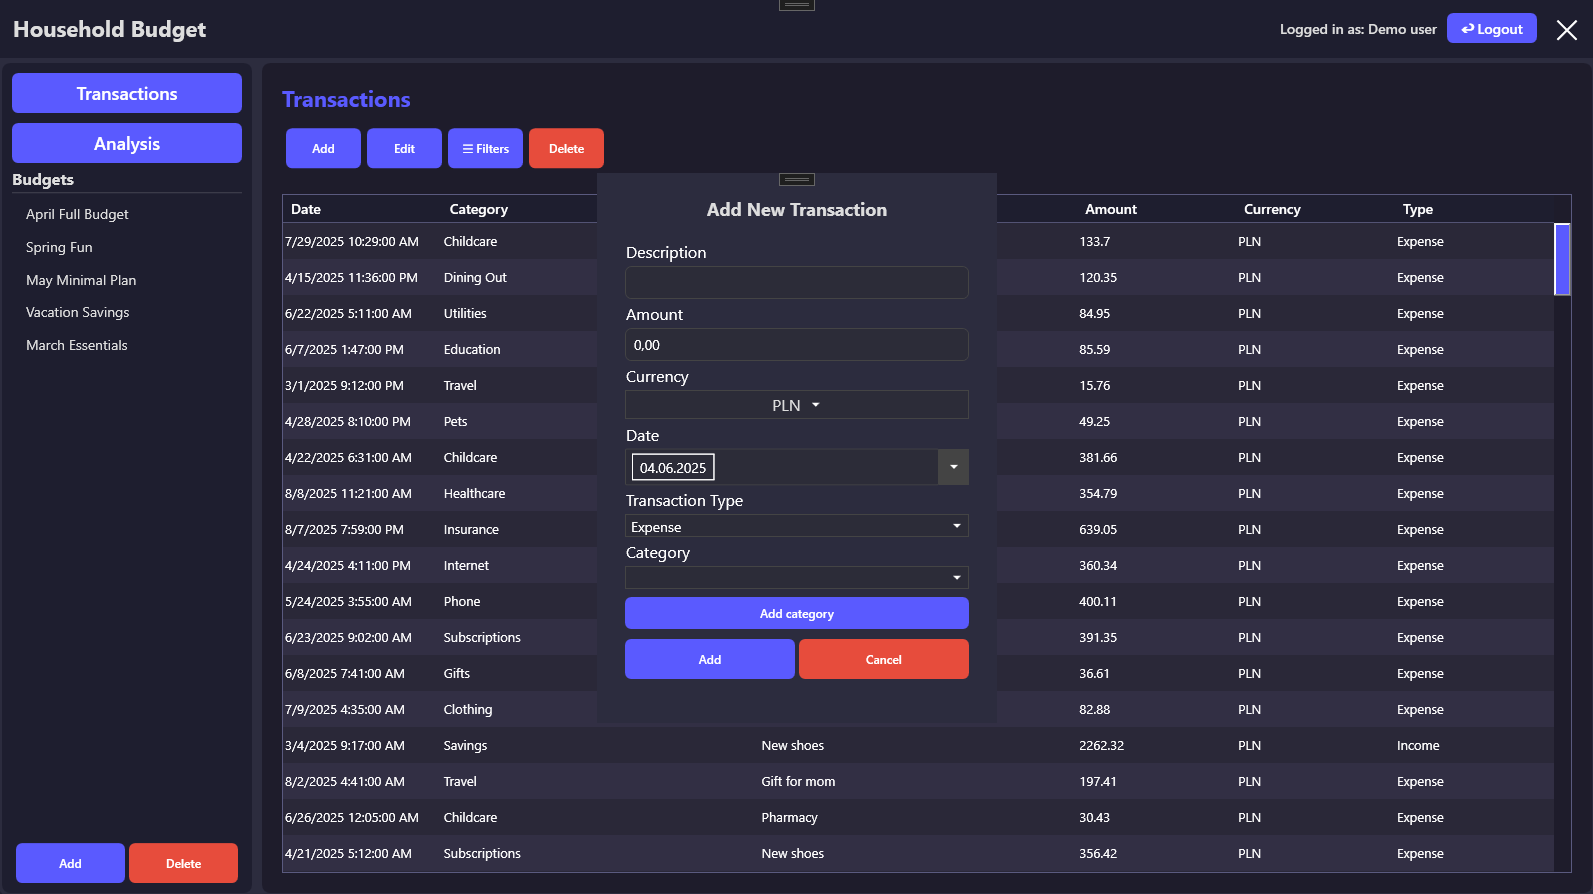 Household Budget
Logged in as: Demo user
Logout
Transactions
Analysis
Budgets
April Full Budget
Spring Fun
May Minimal Plan
Vacation Savings
March Essentials
Add Delete
Transactions
Add Edit Filters Delete
Date Category Amount Currency Type
7/29/2025 10:29:00 AM Childcare 133.7 PLN Expense
4/15/2025 11:36:00 PM Dining Out 120.35 PLN Expense
6/22/2025 5:11:00 AM Utilities 84.95 PLN Expense
6/7/2025 1:47:00 PM Education 85.59 PLN Expense
3/1/2025 9:12:00 PM Travel 15.76 PLN Expense
4/28/2025 8:10:00 PM Pets 49.25 PLN Expense
4/22/2025 6:31:00 AM Childcare 381.66 PLN Expense
8/8/2025 11:21:00 AM Healthcare 354.79 PLN Expense
8/7/2025 7:59:00 PM Insurance 639.05 PLN Expense
4/24/2025 4:11:00 PM Internet 360.34 PLN Expense
5/24/2025 3:55:00 AM Phone 400.11 PLN Expense
6/23/2025 9:02:00 AM Subscriptions 391.35 PLN Expense
6/8/2025 7:41:00 AM Gifts 36.61 PLN Expense
7/9/2025 4:35:00 AM Clothing 82.88 PLN Expense
3/4/2025 9:17:00 AM Savings New shoes 2262.32 PLN Income
8/2/2025 4:41:00 AM Travel Gift for mom 197.41 PLN Expense
6/26/2025 12:05:00 AM Childcare Pharmacy 30.43 PLN Expense
4/21/2025 5:12:00 AM Subscriptions New shoes 356.42 PLN Expense
Add New Transaction
Description
Amount
0,00
Currency
PLN
Date
04.06.2025
Transaction Type
Expense
Category
Add category
Add Cancel